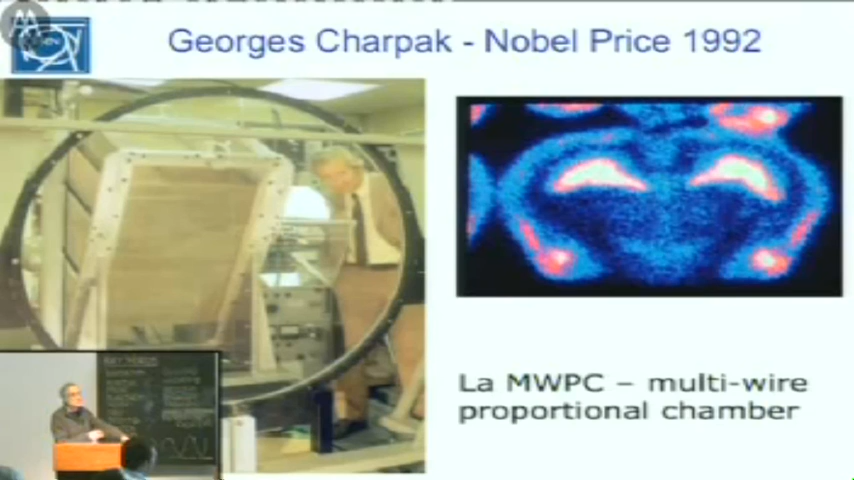 Georges Charpak - Nobel Price 1992
La MWPC – multi-wire
proportional chamber